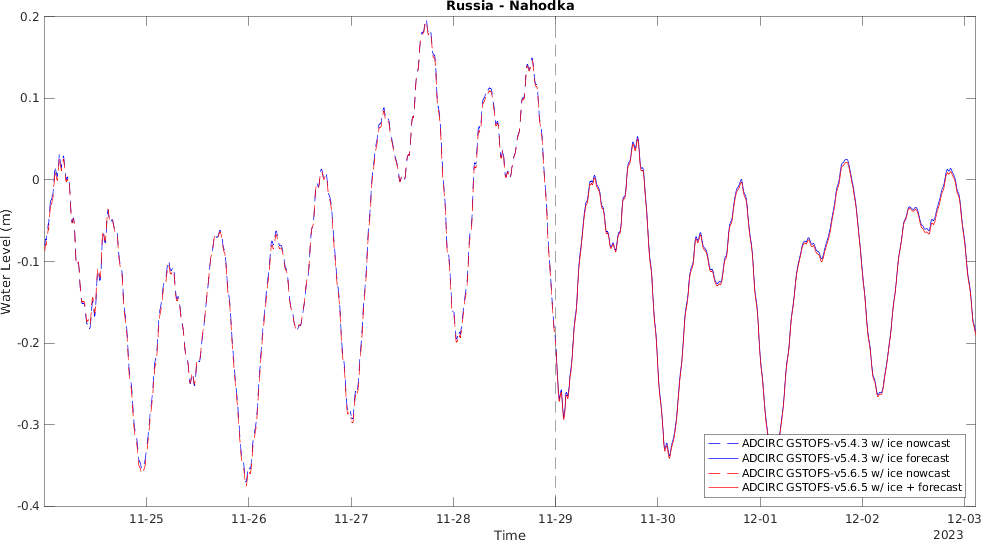 Russia - Nahodka
0.2
0.1
0
-0.1
-0.2
-0.3
-0.4
Water Level (m)
ADCIRC GSTOFS-v5.4.3 w/ ice nowcast
ADCIRC GSTOFS-v5.4.3 w/ ice forecast
ADCIRC GSTOFS-v5.6.5 w/ ice nowcast
ADCIRC GSTOFS-v5.6.5 w/ ice + forecast
11-25 11-26 11-27 11-28 11-29 11-30 12-01 12-02 12-03
Time 2023